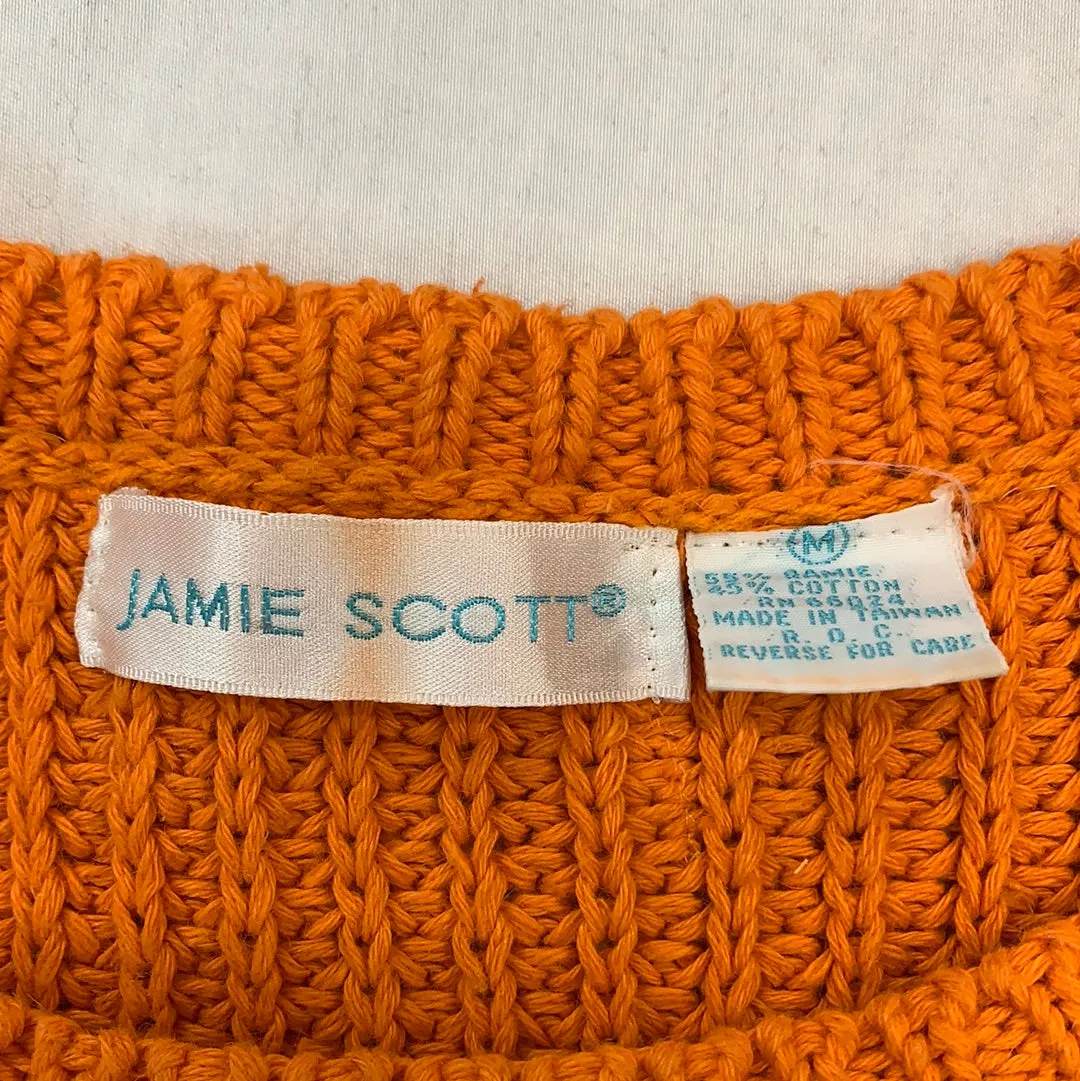 JAMIE SCOTT®
M
55% RAMIE
45% COTTON
RN 66024
MADE IN TAIWAN
R. O. C.
REVERSE FOR CARE